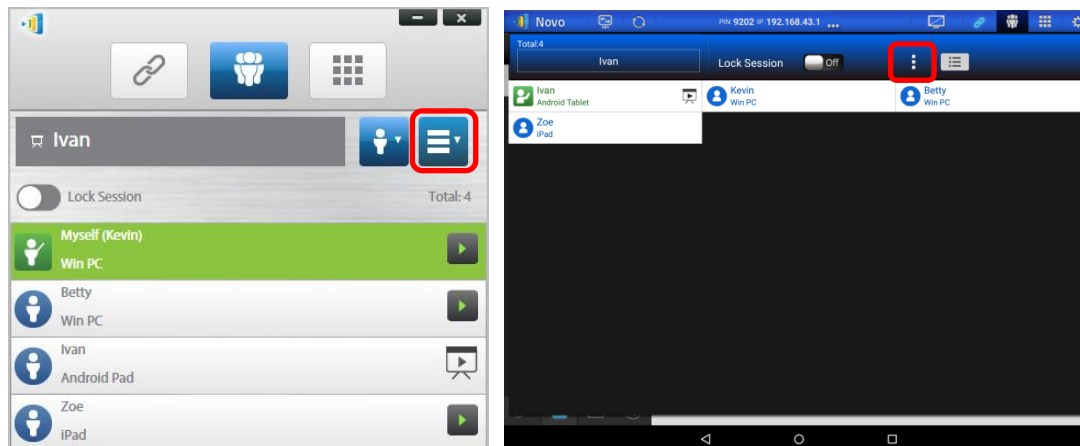 Ivan
Lock Session
Total: 4
Myself (Kevin)
Win PC
Betty
Win PC
Ivan
Android Pad
Zoe
iPad
Novo
PIN 9202 IP 192.168.43.1 ...
Total:4
Ivan
Lock Session
Off
Ivan
Android Tablet
Kevin
Win PC
Betty
Win PC
Zoe
iPad